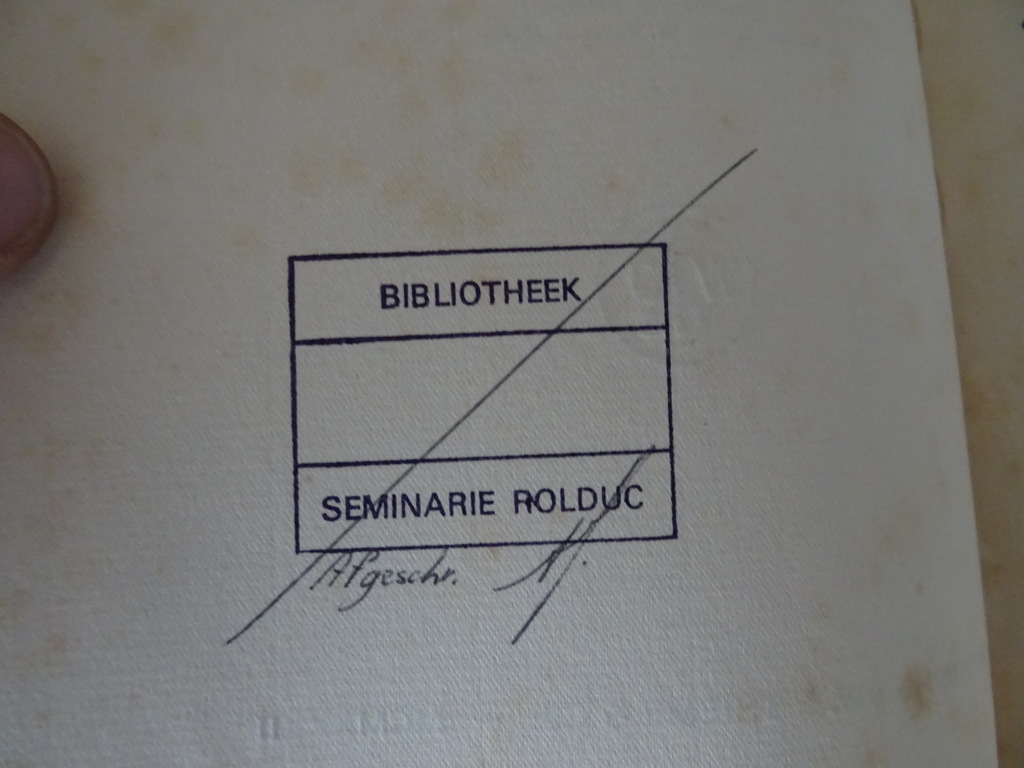 BIBLIOTHEEK
SEMINARIE ROLDUC
Afgeschr.